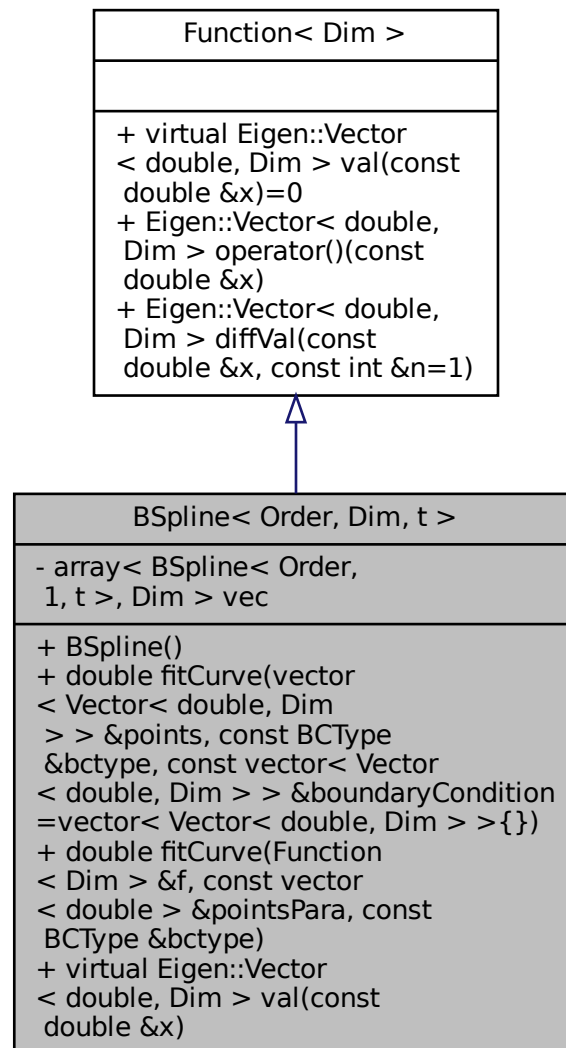 Function< Dim >
+ virtual Eigen::Vector
< double, Dim > val(const
double &x)=0
+ Eigen::Vector< double,
Dim > operator()(const
double &x)
+ Eigen::Vector< double,
Dim > diffVal(const
double &x, const int &n=1)
BSpline< Order, Dim, t >
- array< BSpline< Order,
1, t >, Dim > vec
+ BSpline()
+ double fitCurve(vector
< Vector< double, Dim
> > &points, const BCType
&bctype, const vector< Vector
< double, Dim > > &boundaryCondition
=vector< Vector< double, Dim > >{})
+ double fitCurve(Function
< Dim > &f, const vector
< double > &pointsPara, const
BCType &bctype)
+ virtual Eigen::Vector
< double, Dim > val(const
double &x)